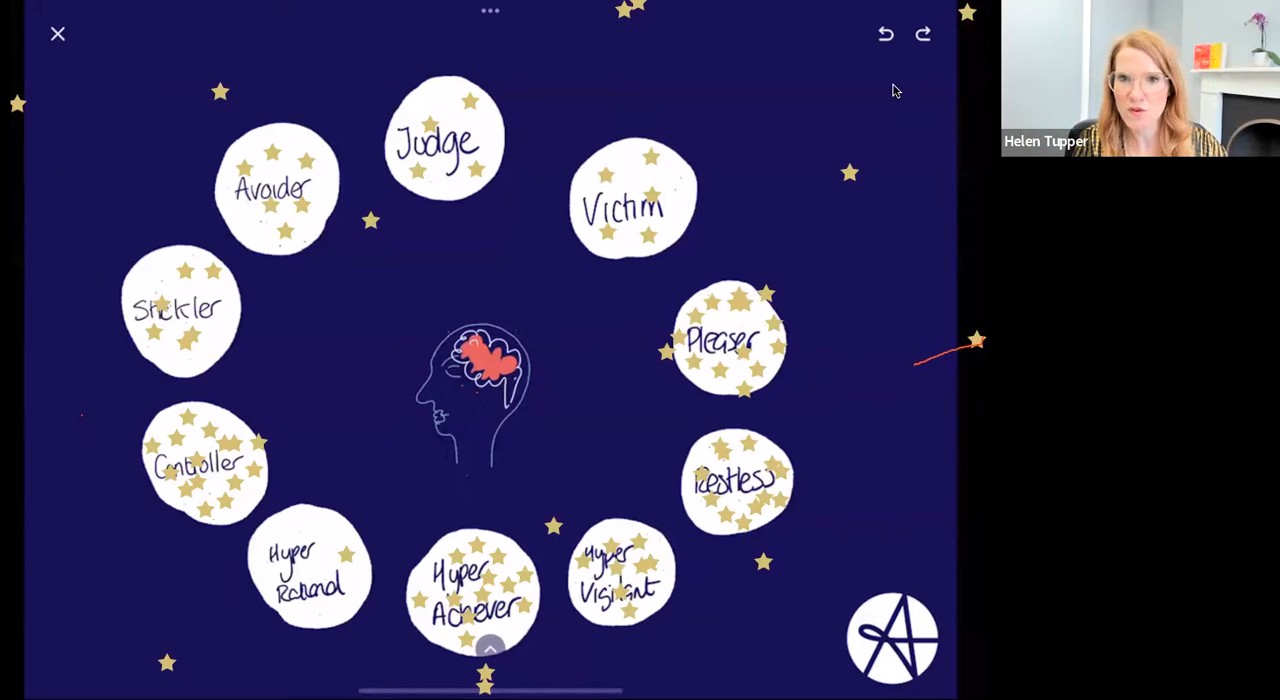 Judge
Avoider
Victim
Stickler
Pleaser
Controller
Restless
Hyper
Rational
Hyper
Achiever
Hyper
Vigilant
Helen Tupper